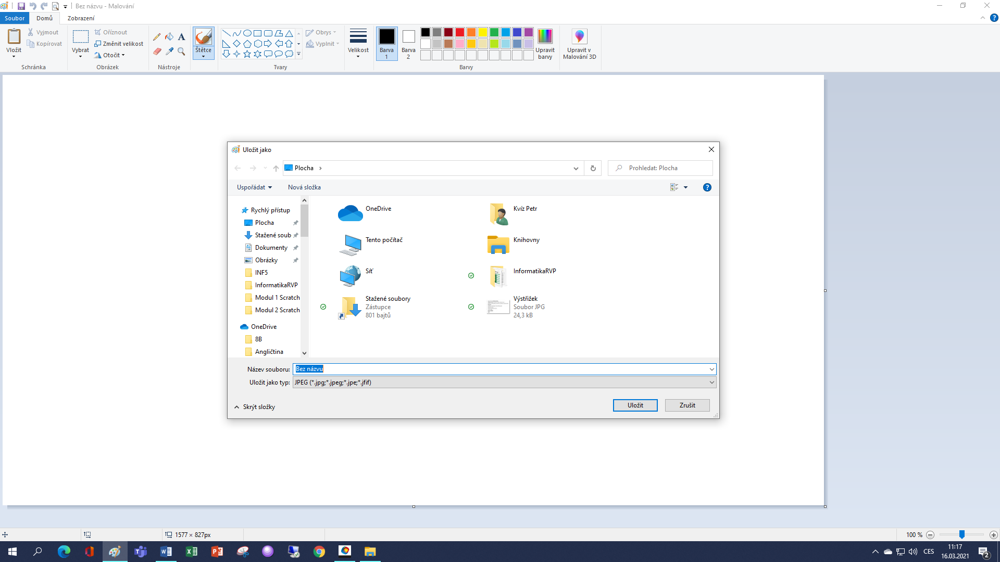 Bez názvu - Malování
Soubor
Domů
Zobrazení
Vložit
Vyjmout
Kopírovat
Schránka
Vybrat
Oříznout
Změnit velikost
Otočit
Obrázek
A
Nástroje
Štětce
Tvary
Obrys
Vyplnit
Velikost
Barva 1
Barva 2
Upravit barvy
Barvy
Upravit v Malování 3D
Uložit jako
Plocha
Prohledat: Plocha
Uspořádat
Nová složka
Rychlý přístup
Plocha
Stažené soub
Dokumenty
Obrázky
INF5
InformatikaRVP
Modul 1 Scratch
Modul 2 Scratch
OneDrive
8B
Angličtina
OneDrive
Kvíz Petr
Tento počítač
Knihovny
Síť
InformatikaRVP
Stažené soubory
Zástupce
801 bajtů
Výstřižek
Soubor JPG
24,3 kB
Název souboru: Bez názvu
Uložit jako typ: JPEG (*.jpg;*.jpeg;*.jpe;*.jfif)
Skrýt složky
Uložit
Zrušit
1577 × 827px
100 %
CES
11:17
16.03.2021
2